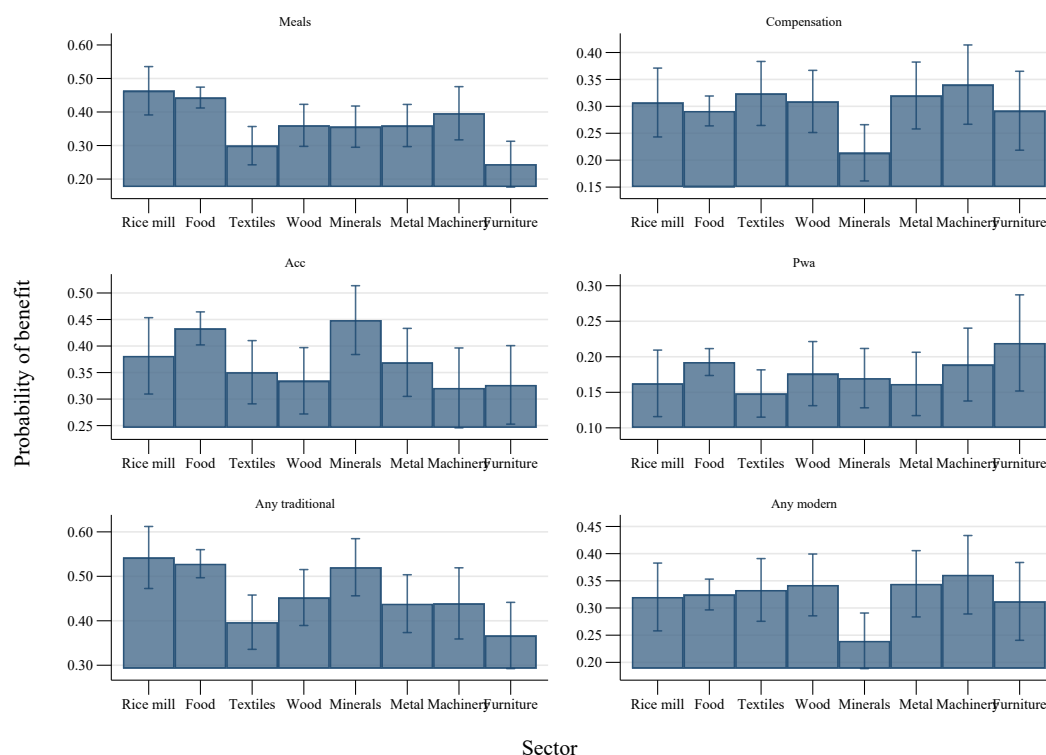 Meals
0.60
0.50
0.40
0.30
0.20
Rice mill Food Textiles Wood Minerals Metal Machinery Furniture
Compensation
0.40
0.35
0.30
0.25
0.20
0.15
Rice mill Food Textiles Wood Minerals Metal Machinery Furniture
Probability of benefit
Acc
0.50
0.45
0.40
0.35
0.30
0.25
Rice mill Food Textiles Wood Minerals Metal Machinery Furniture
Pwa
0.30
0.25
0.20
0.15
0.10
Rice mill Food Textiles Wood Minerals Metal Machinery Furniture
Any traditional
0.60
0.50
0.40
0.30
Rice mill Food Textiles Wood Minerals Metal Machinery Furniture
Any modern
0.45
0.40
0.35
0.30
0.25
0.20
Rice mill Food Textiles Wood Minerals Metal Machinery Furniture
Sector